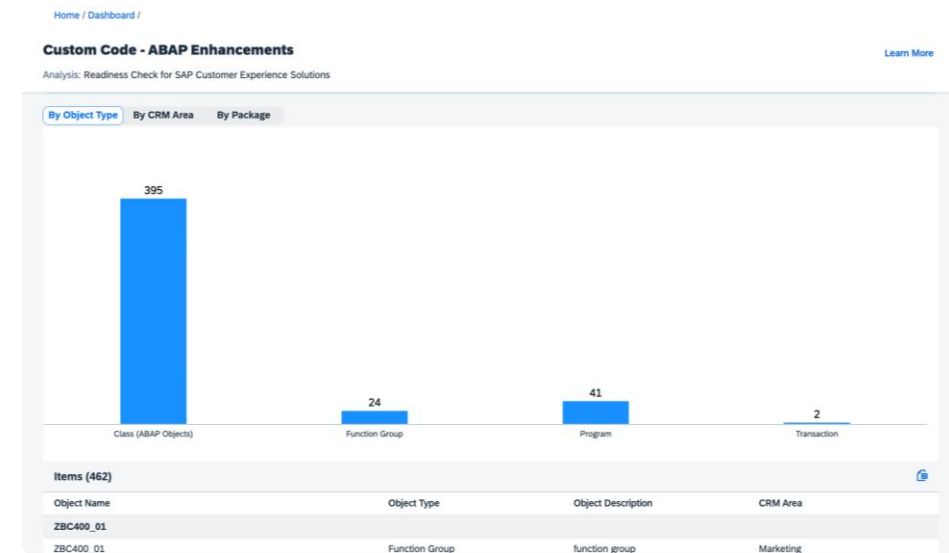 Home / Dashboard /
Custom Code - ABAP Enhancements
Learn More
Analysis: Readiness Check for SAP Customer Experience Solutions
By Object Type By CRM Area By Package
395
24
41
2
Class (ABAP Objects) Function Group Program Transaction
Items (462)
Object Name Object Type Object Description CRM Area
ZBC400_01
ZBC400_01 Function Group function group Marketing